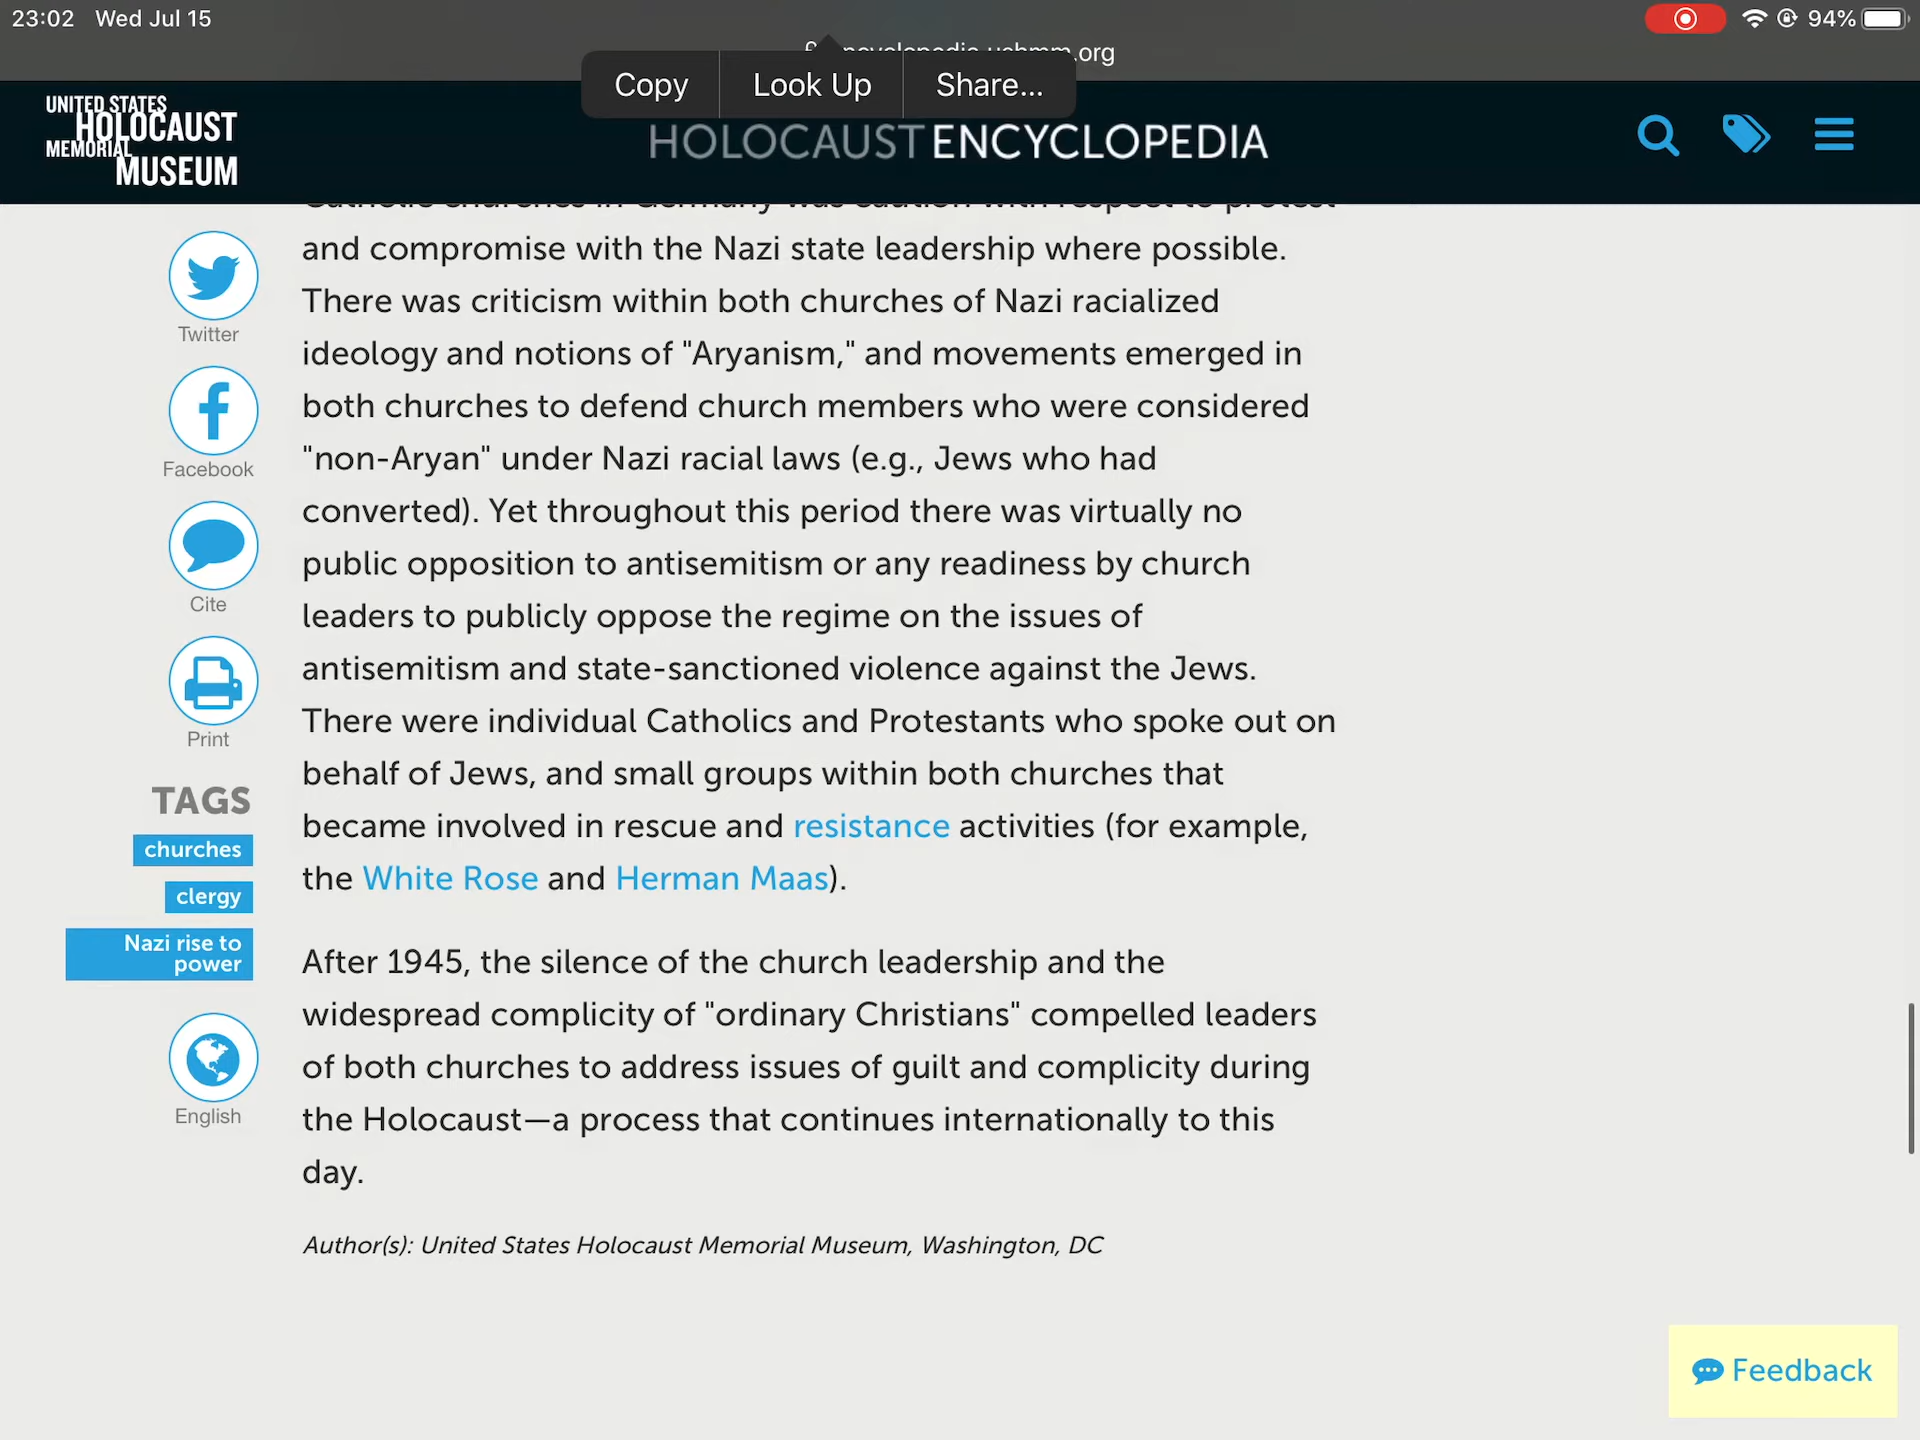 23:02 Wed Jul 15
94%
.org
Copy
Look Up
Share...
UNITED STATES
HOLOCAUST
MEMORIAL
MUSEUM
HOLOCAUST ENCYCLOPEDIA
Twitter
Facebook
Cite
Print
TAGS
churches
clergy
Nazi rise to
power
English
Catholic churches in Germany was caution with respect to protest
and compromise with the Nazi state leadership where possible.
There was criticism within both churches of Nazi racialized
ideology and notions of "Aryanism," and movements emerged in
both churches to defend church members who were considered
"non-Aryan" under Nazi racial laws (e.g., Jews who had
converted). Yet throughout this period there was virtually no
public opposition to antisemitism or any readiness by church
leaders to publicly oppose the regime on the issues of
antisemitism and state-sanctioned violence against the Jews.
There were individual Catholics and Protestants who spoke out on
behalf of Jews, and small groups within both churches that
became involved in rescue and resistance activities (for example,
the White Rose and Herman Maas).
After 1945, the silence of the church leadership and the
widespread complicity of "ordinary Christians" compelled leaders
of both churches to address issues of guilt and complicity during
the Holocaust—a process that continues internationally to this
day.
Author(s): United States Holocaust Memorial Museum, Washington, DC
Feedback